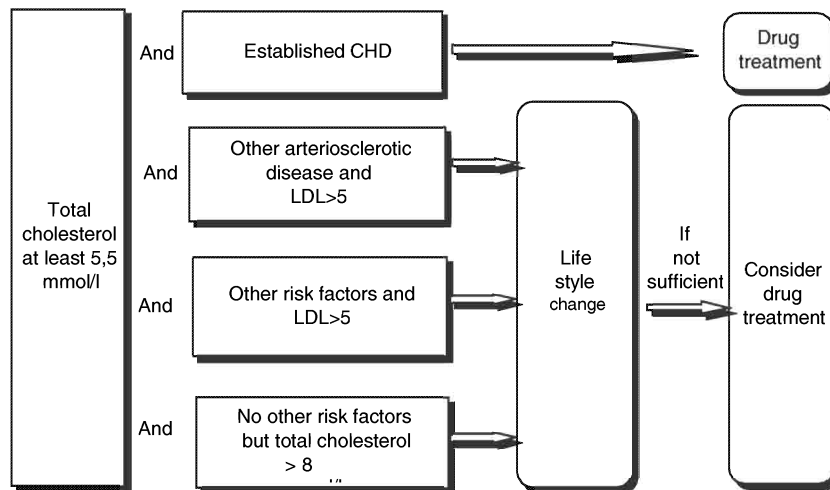 Total
cholesterol
at least 5,5
mmol/l
And
Established CHD
Drug
treatment
And
Other arteriosclerotic
disease and
LDL>5
And
Other risk factors and
LDL>5
And
No other risk factors
but total cholesterol
> 8
Life
style
change
If
not
sufficient
Consider
drug
treatment